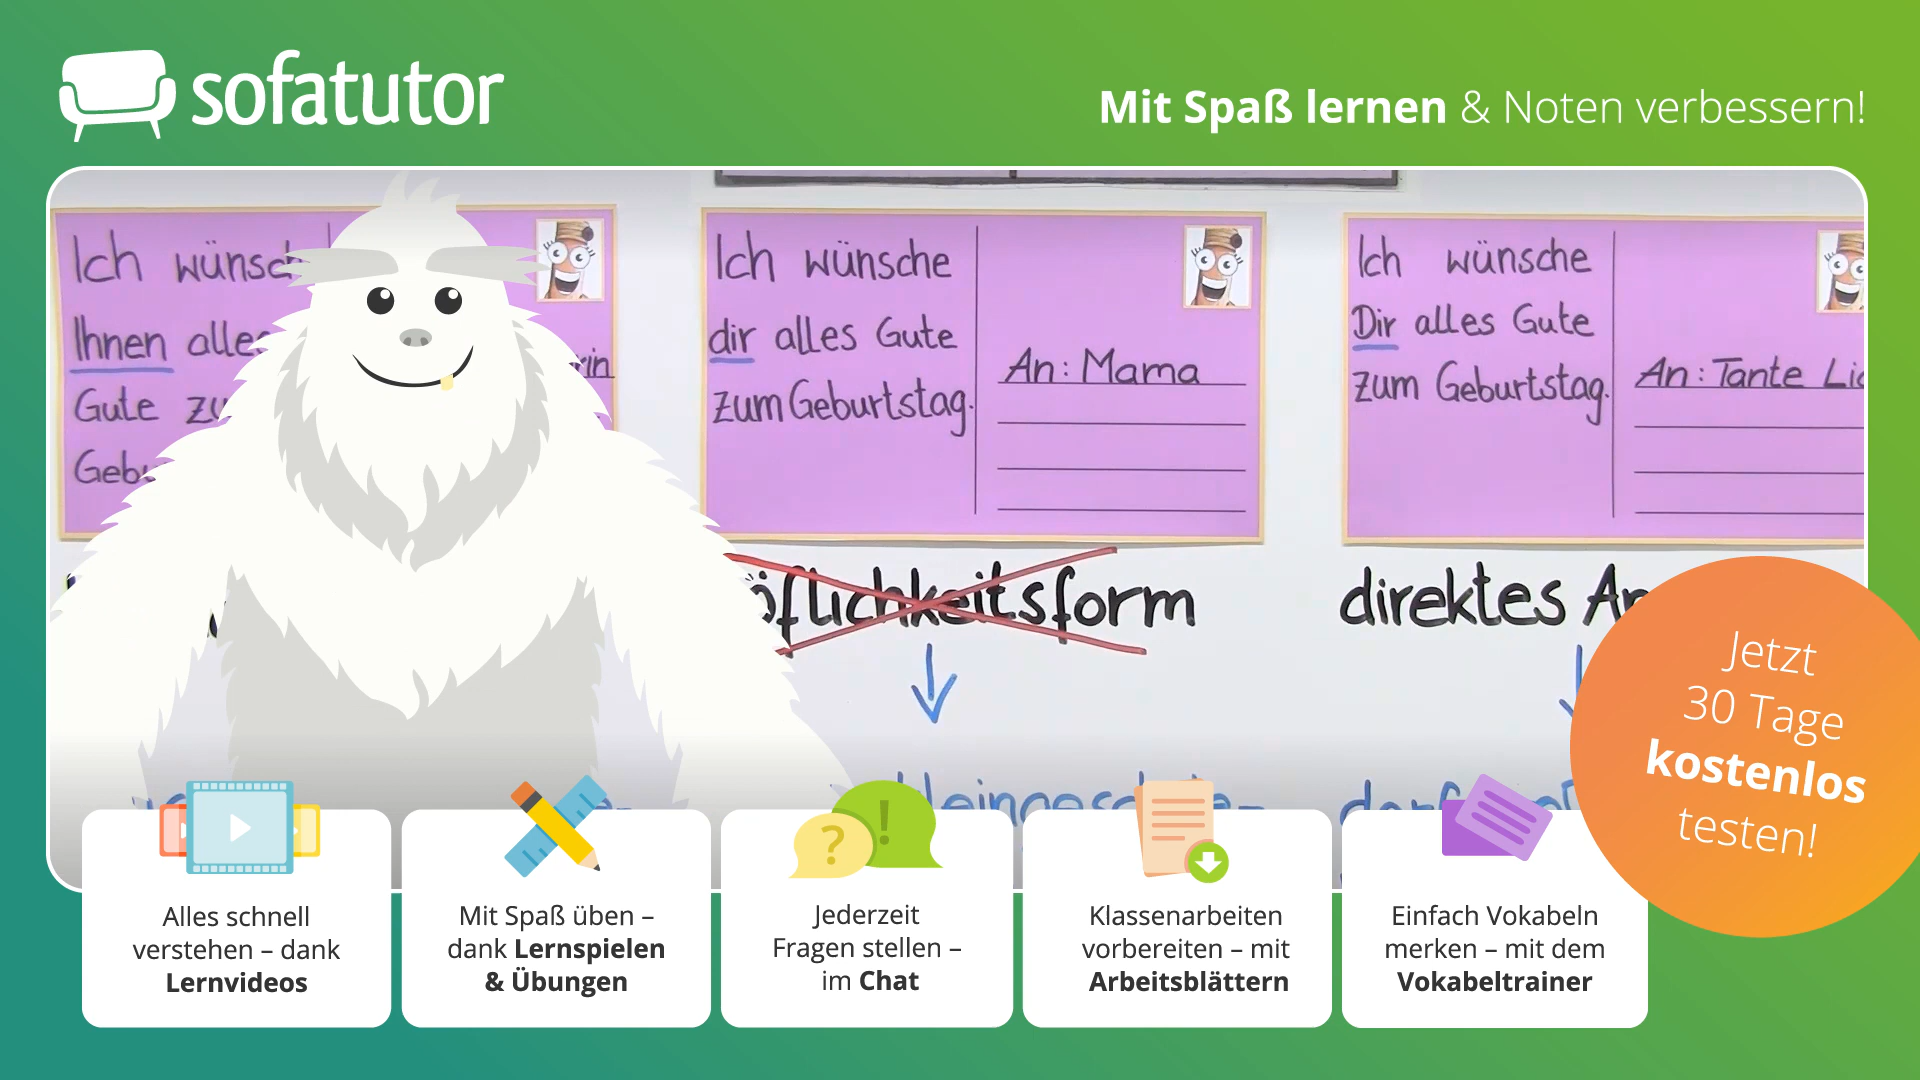 sofatutor
Mit Spaß lernen & Noten verbessern!
Ich
Ihnen
Gute
Ich wünsche
dir alles Gute
zum Geburtstag.
An: Mama
Ich wünsche
Dir alles Gute
zum Geburtstag.
An: Tante
direktes
Jetzt
30 Tage
kostenlos
testen!
Alles schnell
verstehen – dank
Lernvideos
Mit Spaß üben –
dank Lernspielen
& Übungen
?
!
Jederzeit
Fragen stellen –
im Chat
Klassenarbeiten
vorbereiten – mit
Arbeitsblättern
Einfach Vokabeln
merken – mit dem
Vokabeltrainer